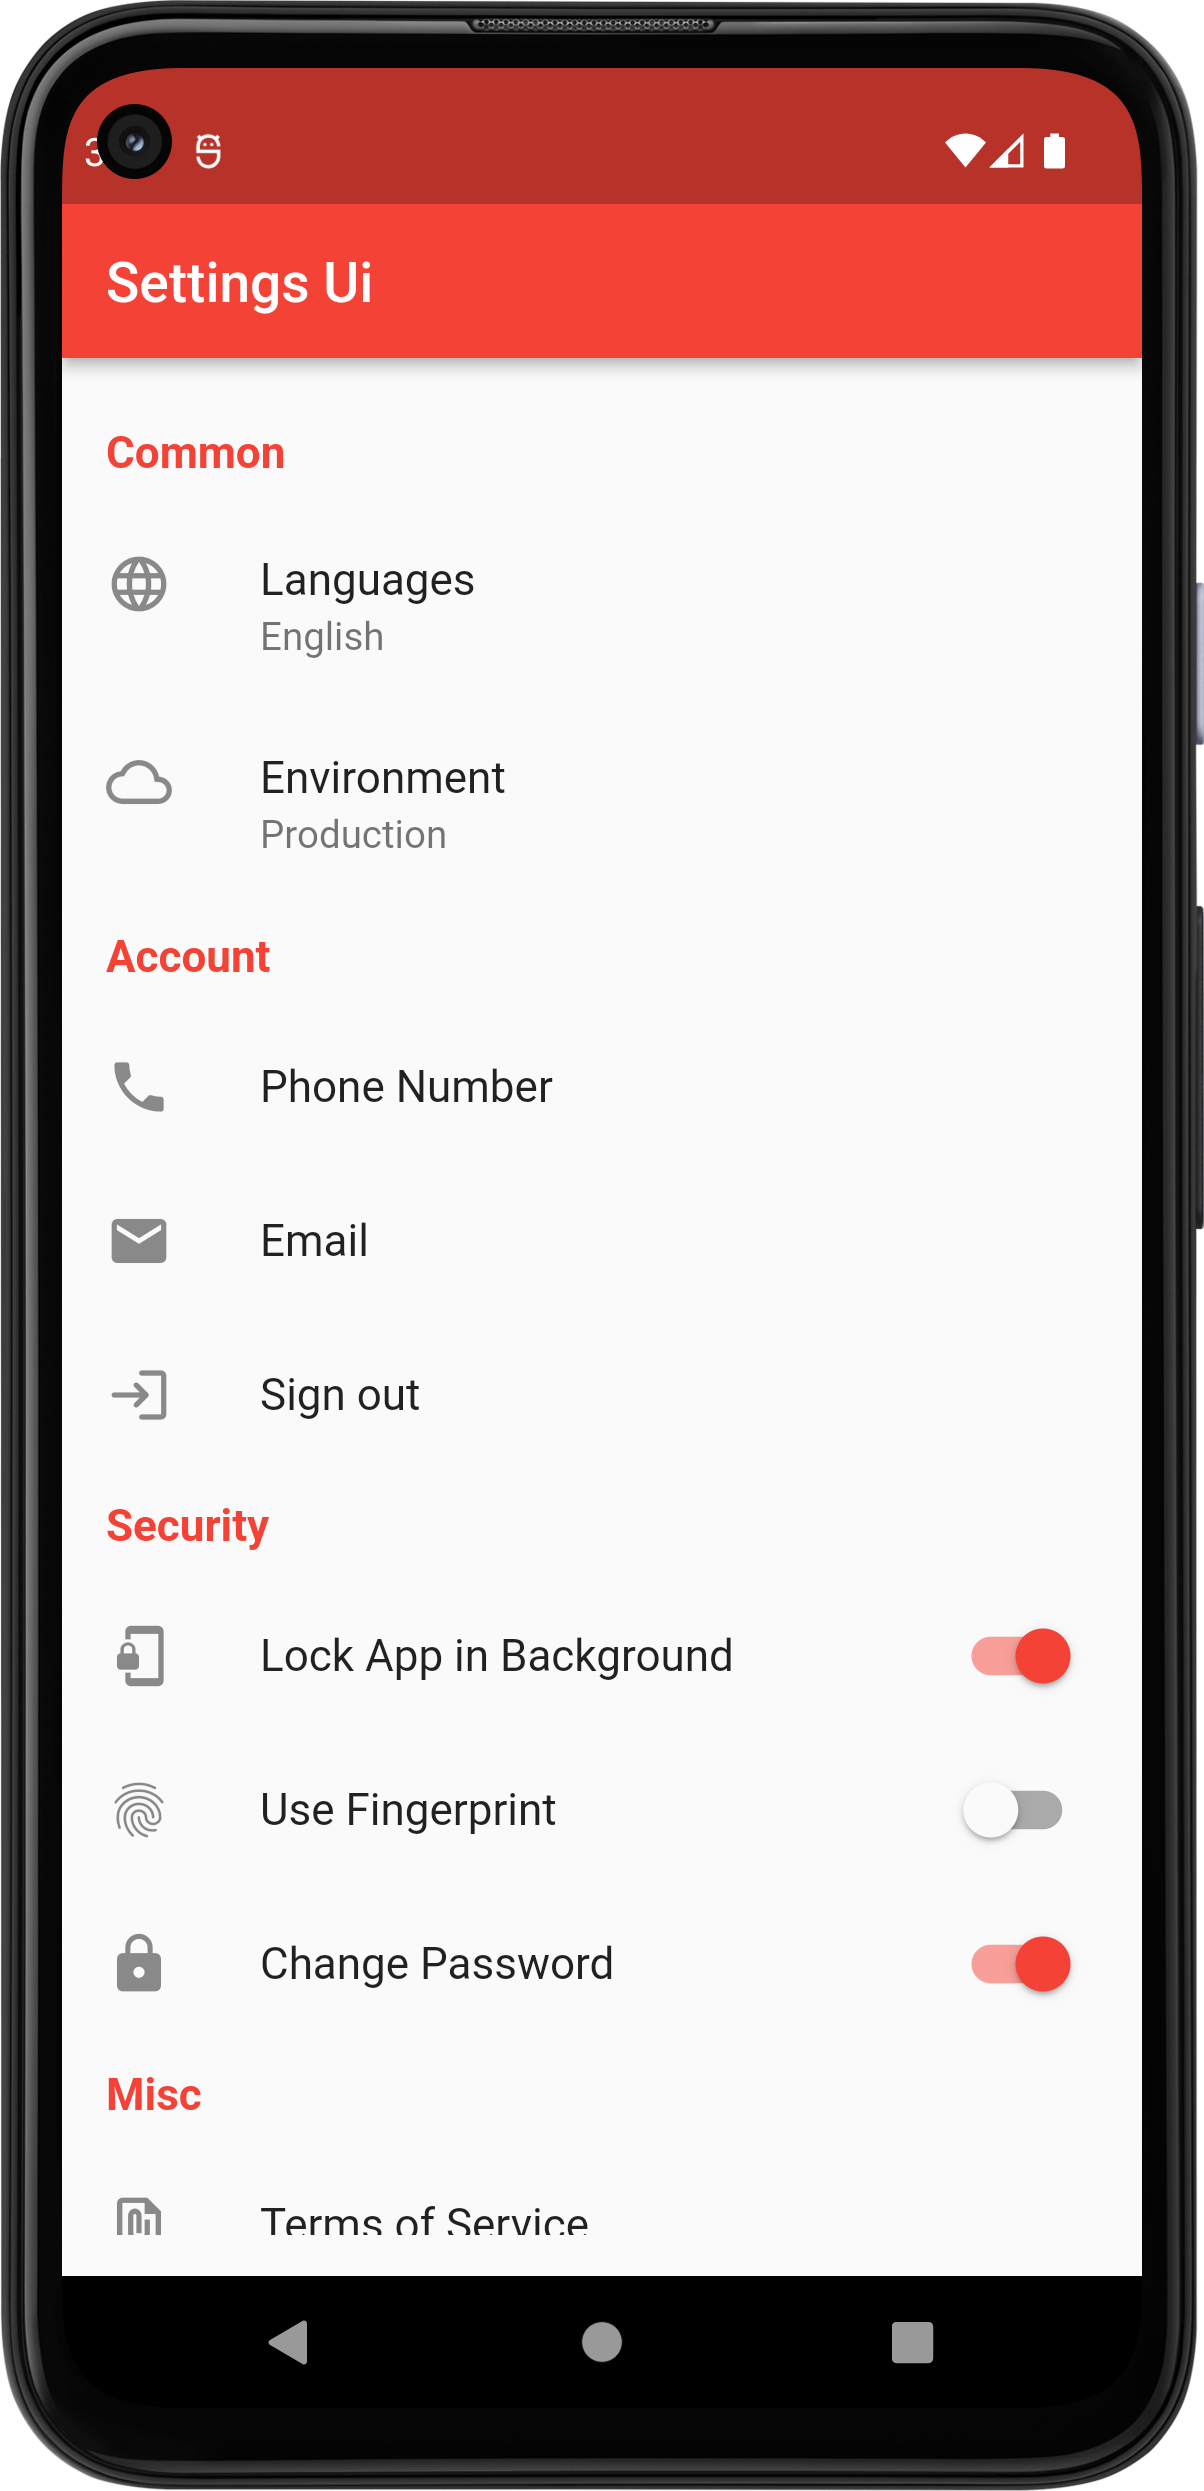 Settings Ui
Common
Languages
English
Environment
Production
Account
Phone Number
Email
Sign out
Security
Lock App in Background
Use Fingerprint
Change Password
Misc
Terms of Service